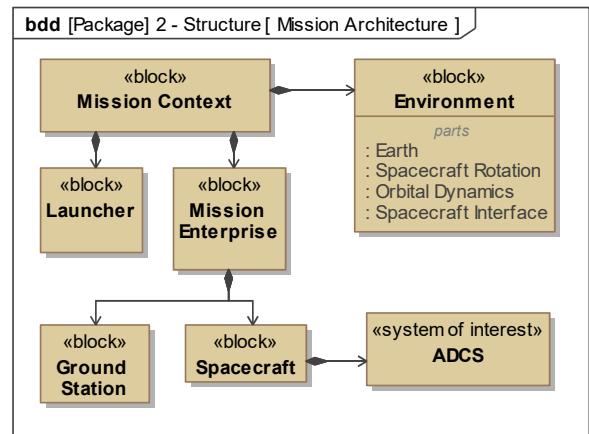 bdd [Package] 2 - Structure [ Mission Architecture ]
«block»
Mission Context
«block»
Environment
parts
: Earth
: Spacecraft Rotation
: Orbital Dynamics
: Spacecraft Interface
«block»
Launcher
«block»
Mission
Enterprise
«block»
Ground
Station
«block»
Spacecraft
«system of interest»
ADCS